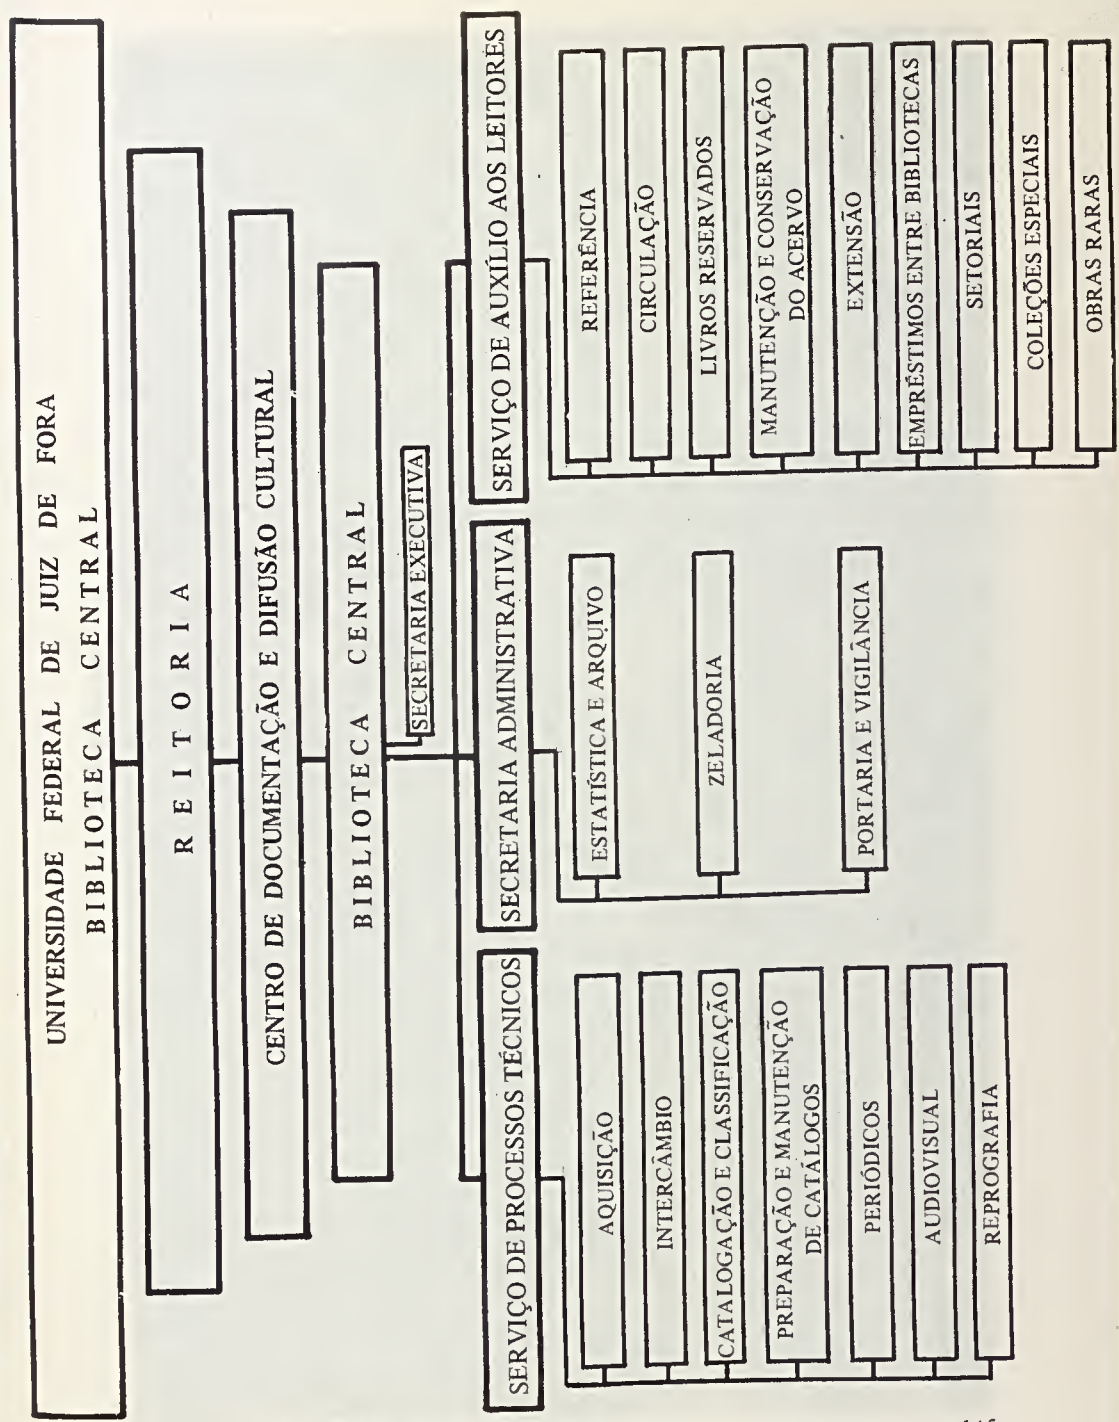 UNIVERSIDADE FEDERAL DE JUIZ DE FORA
BIBLIOTECA CENTRAL
REITORIA
CENTRO DE DOCUMENTAÇÃO E DIFUSÃO CULTURAL
BIBLIOTECA CENTRAL
SECRETARIA EXECUTIVA
SERVIÇO DE PROCESSOS TÉCNICOS
AQUISIÇÃO
INTERCÂMBIO
CATALOGAÇÃO E CLASSIFICAÇÃO
PREPARAÇÃO E MANUTENÇÃO
DE CATÁLOGOS
PERIÓDICOS
AUDIOVISUAL
REPROGRAFIA
SECRETARIA ADMINISTRATIVA
ESTATÍSTICA E ARQUIVO
ZELADORIA
PORTARIA E VIGILÂNCIA
SERVIÇO DE AUXÍLIO AOS LEITORES
REFERÊNCIA
CIRCULAÇÃO
LIVROS RESERVADOS
MANUTENÇÃO E CONSERVAÇÃO
DO ACERVO
EXTENSÃO
EMPRÉSTIMOS ENTRE BIBLIOTECAS
SETORIAIS
COLEÇÕES ESPECIAIS
OBRAS RARAS